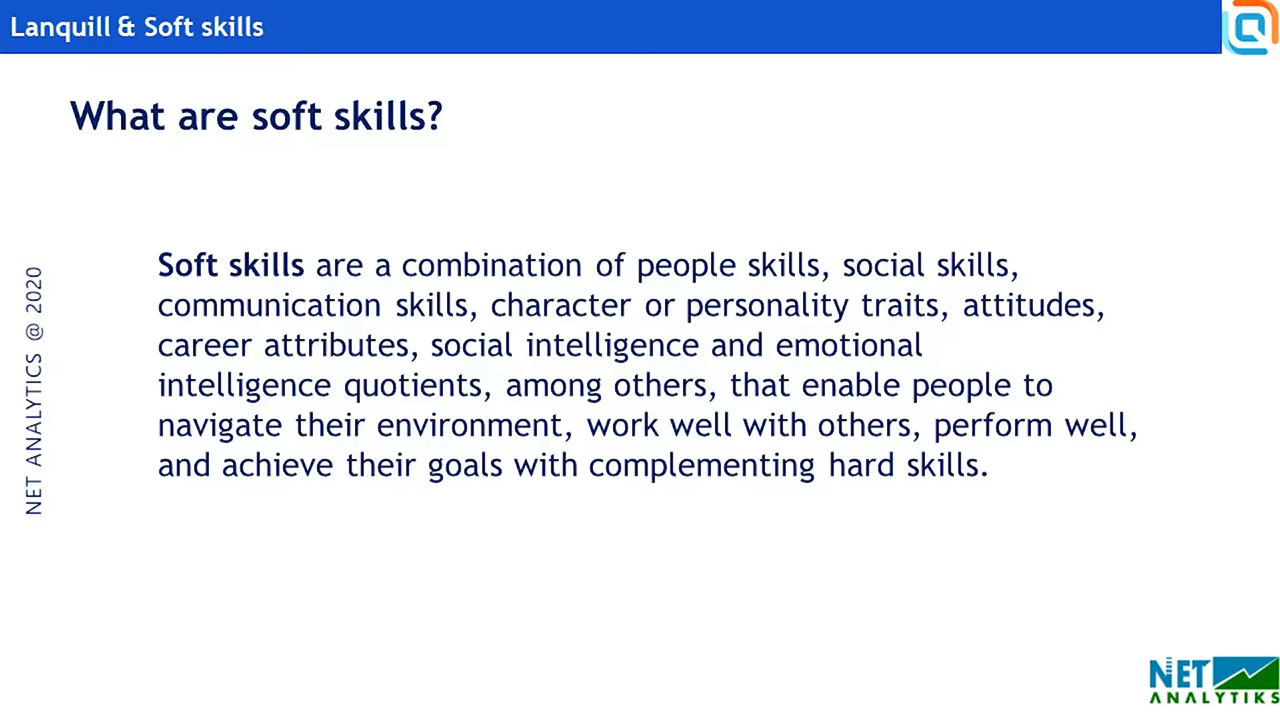 Lanquill & Soft skills
What are soft skills?
Soft skills are a combination of people skills, social skills,
communication skills, character or personality traits, attitudes,
career attributes, social intelligence and emotional
intelligence quotients, among others, that enable people to
navigate their environment, work well with others, perform well,
and achieve their goals with complementing hard skills.
NET ANALYTICS @ 2020
NET
ANALYTIKS